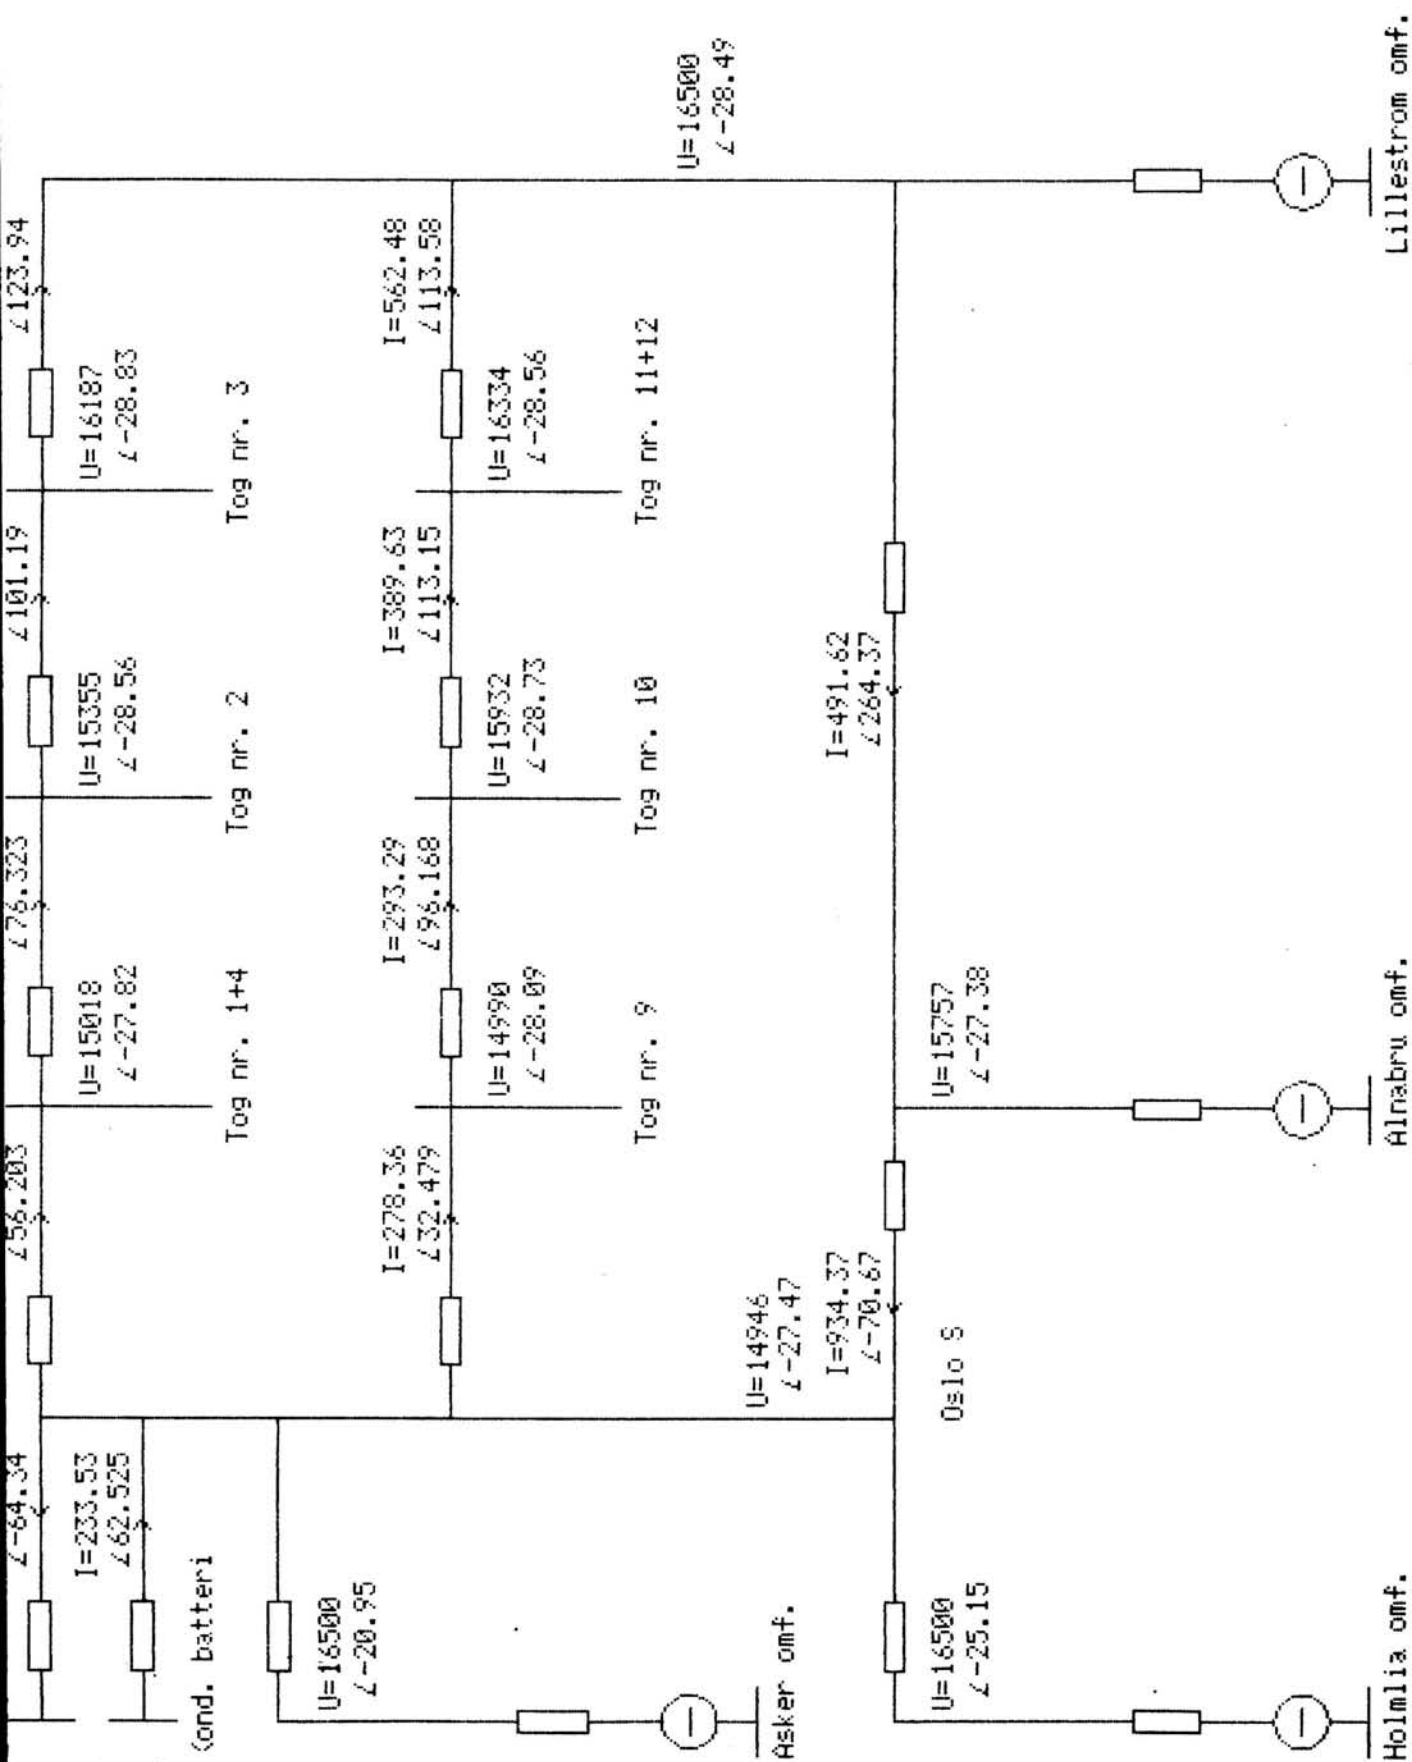 ∠-64.34
∠56.203
∠76.323
∠101.19
∠123.94
I=233.53
∠62.525
U=15018
∠-27.82
U=15355
∠-28.56
U=16187
∠-28.83
Kond. batteri
Tog nr. 1+4
Tog nr. 2
Tog nr. 3
U=16500
∠-20.95
I=278.36
∠32.479
I=293.29
∠96.168
I=389.63
∠113.15
I=562.48
∠113.58
U=14990
∠-28.09
U=15932
∠-28.73
U=16334
∠-28.56
Tog nr. 9
Tog nr. 10
Tog nr. 11+12
U=16500
∠-28.49
Asker omf.
U=14946
∠-27.47
I=934.37
∠-70.67
I=491.62
∠264.37
U=16500
∠-25.15
Oslo S
U=15757
∠-27.38
Holmlia omf.
Alnabru omf.
Lillestrom omf.